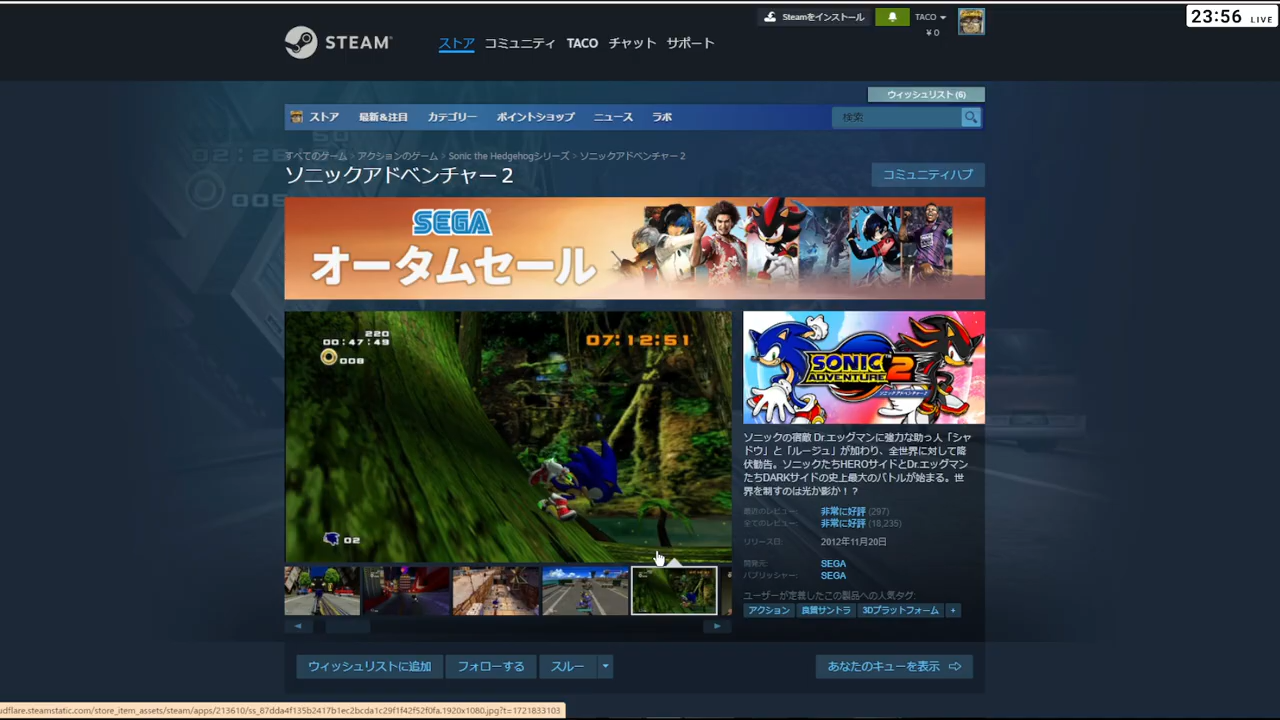 23:56 LIVE
Steamをインストール
TACO
¥0
STEAM
ストア コミュニティ TACO チャット サポート
ウィッシュリスト (6)
ストア 最新&注目 カテゴリー ポイントショップ ニュース ラボ
検索
すべてのゲーム > アクションのゲーム > Sonic the Hedgehogシリーズ > ソニックアドベンチャー 2
ソニックアドベンチャー 2
コミュニティハブ
SEGA
オータムセール
220
00:47:49
008
07:12:51
02
SONIC
ADVENTURE 2
ソニックアドベンチャー2
ソニックの宿敵 Dr.エッグマンに強力な助っ人「シャ
ドウ」と「ルージュ」が加わり、全世界に対して降
伏勧告。ソニックたちHEROサイドとDr.エッグマン
たちDARKサイドの史上最大のバトルが始まる。世
界を制するのは光か影か！？
最近のレビュー: 非常に好評 (297)
全てのレビュー: 非常に好評 (18,235)
リリース日: 2012年11月20日
開発元: SEGA
パブリッシャー: SEGA
ユーザーが定義したこの製品への人気タグ:
アクション 良質サントラ 3Dプラットフォーム +
ウィッシュリストに追加 フォローする スルー
あなたのキューを表示
udflare.steamstatic.com/store_item_assets/steam/apps/213610/ss_87dda4f135b2417b1ec2bcda1c29f1f42f52f0fa.1920x1080.jpg?t=1721833103